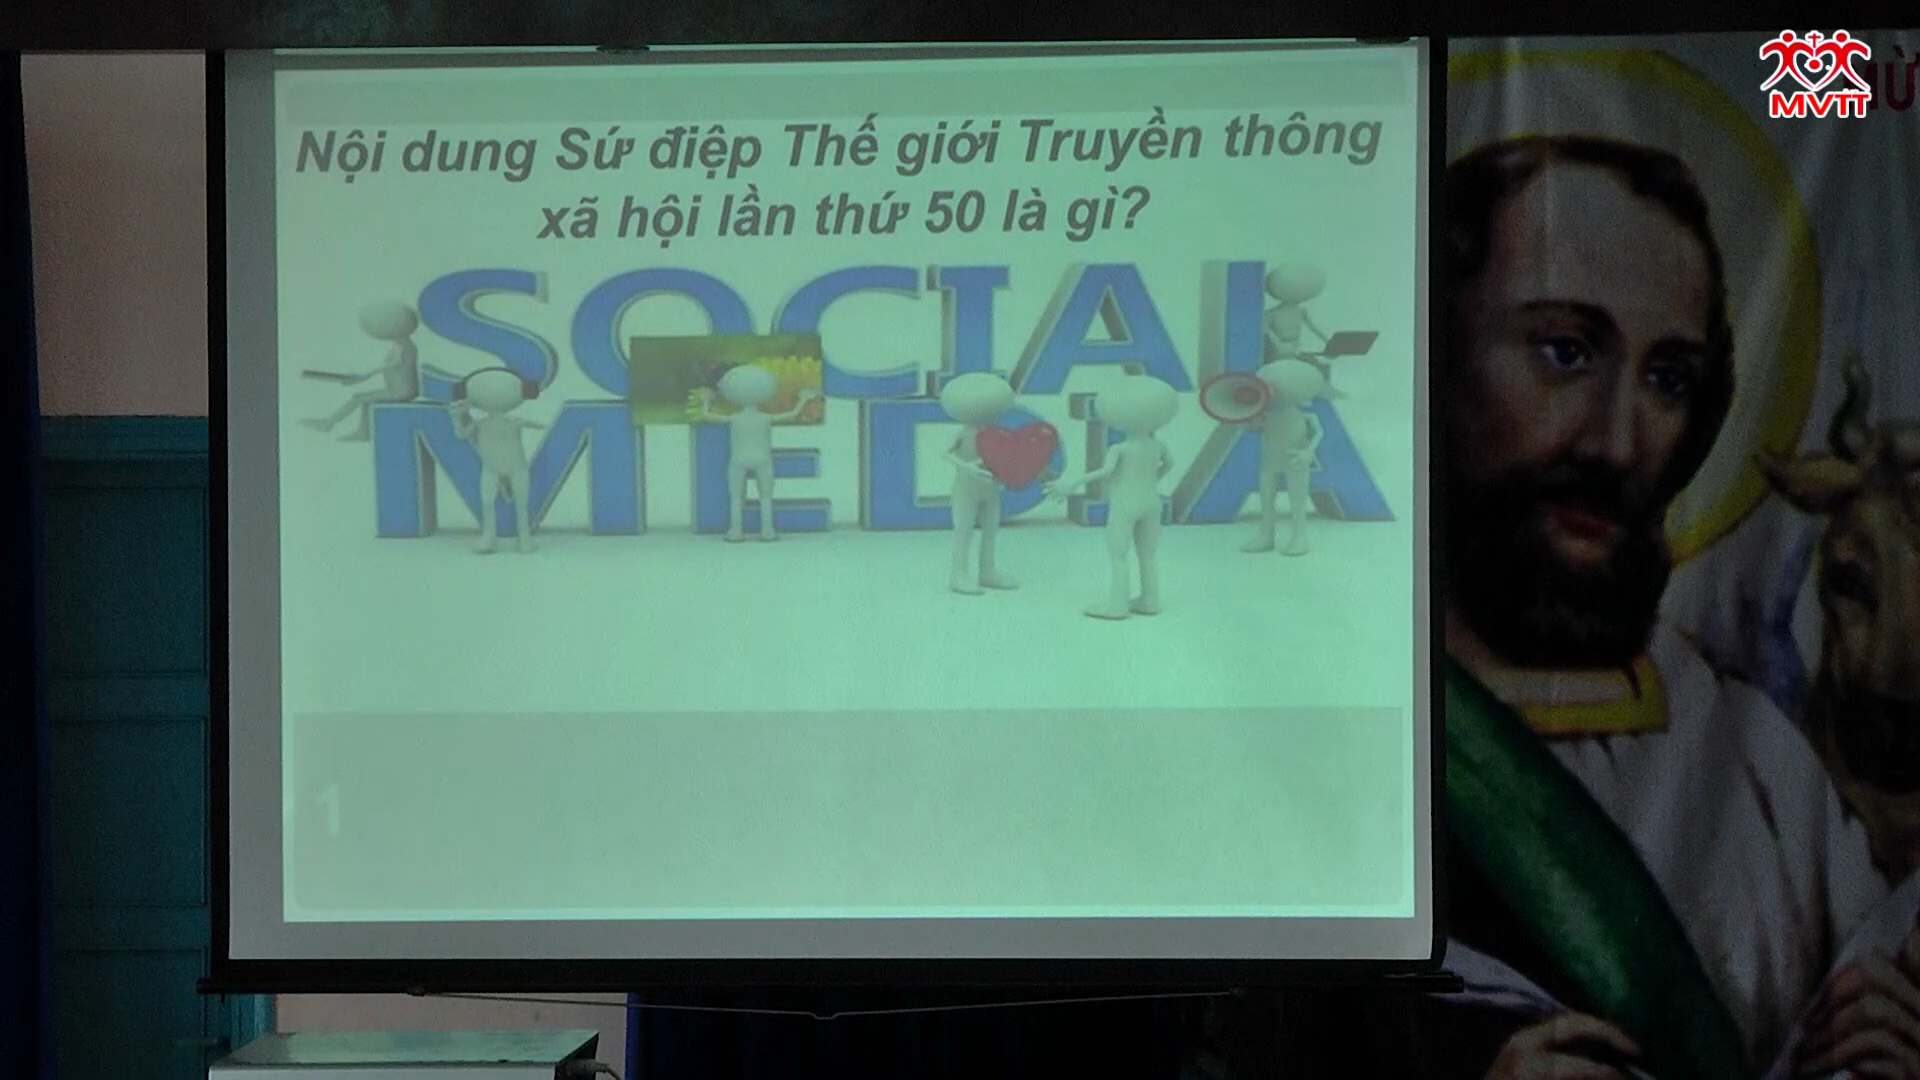 Nội dung Sứ điệp Thế giới Truyền thông
xã hội lần thứ 50 là gì?
SOCIAL
MEDIA
1
MVTT